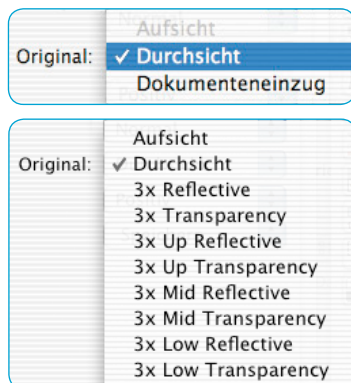 Aufsicht
Original: ✓ Durchsicht
Dokumenteneinzug
Aufsicht
Original: ✓ Durchsicht
3x Reflective
3x Transparency
3x Up Reflective
3x Up Transparency
3x Mid Reflective
3x Mid Transparency
3x Low Reflective
3x Low Transparency